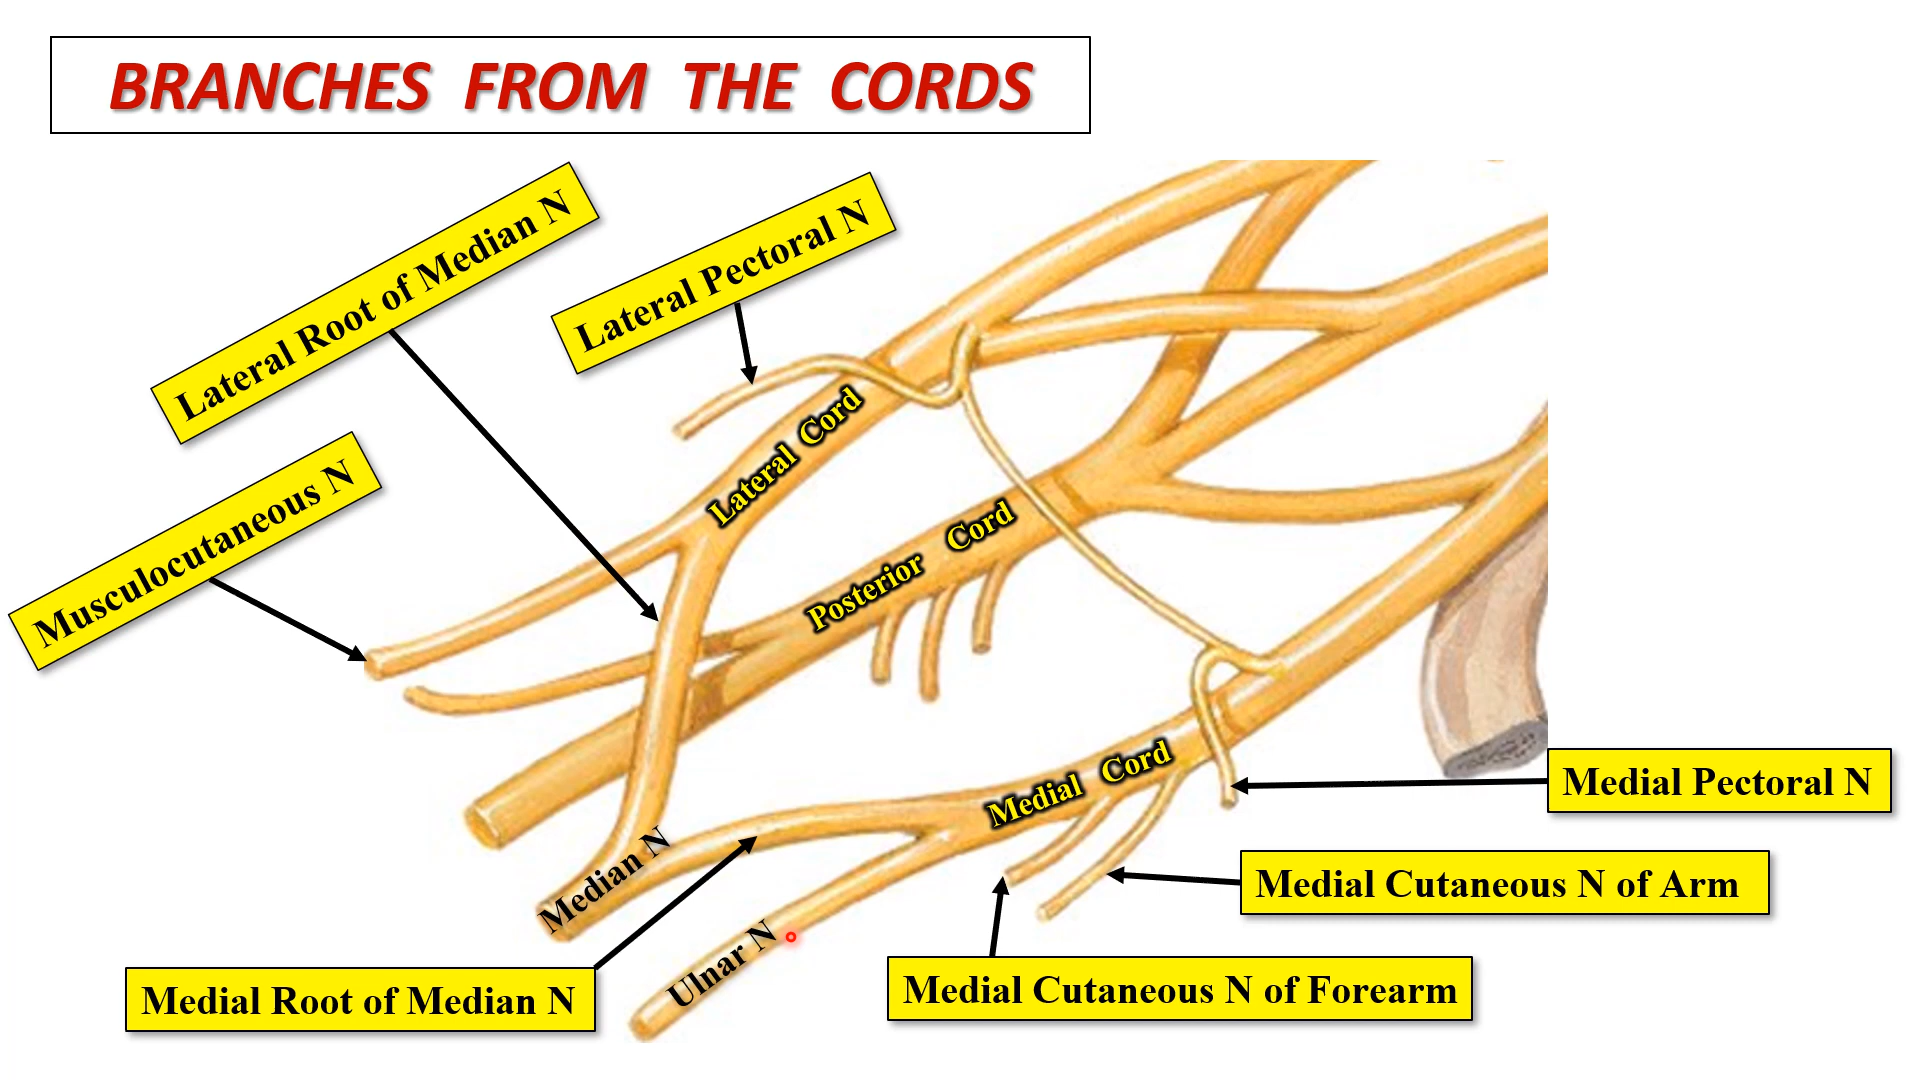 BRANCHES FROM THE CORDS
Lateral Root of Median N
Lateral Pectoral N
Musculocutaneous N
Lateral Cord
Posterior Cord
Medial Cord
Medial Pectoral N
Median N
Medial Cutaneous N of Arm
Ulnar N
Medial Root of Median N
Medial Cutaneous N of Forearm